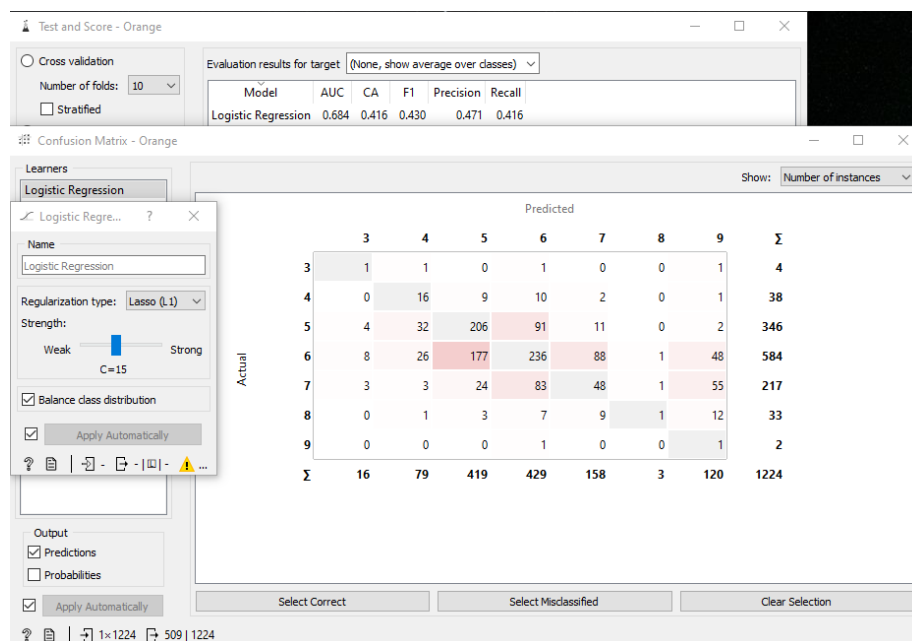 Test and Score - Orange
Cross validation
Number of folds: 10
Stratified
Evaluation results for target (None, show average over classes)
Model AUC CA F1 Precision Recall
Logistic Regression 0.684 0.416 0.430 0.471 0.416
Confusion Matrix - Orange
Learners
Logistic Regression
Show: Number of instances
Logistic Regre... ?
Name
Logistic Regression
Regularization type: Lasso (L1)
Strength:
Weak Strong
C=15
Balance class distribution
Apply Automatically
? - - | - ...
Predicted
3 4 5 6 7 8 9 Σ
Actual
3 1 1 0 1 0 0 1 4
4 0 16 9 10 2 0 1 38
5 4 32 206 91 11 0 2 346
6 8 26 177 236 88 1 48 584
7 3 3 24 83 48 1 55 217
8 0 1 3 7 9 1 12 33
9 0 0 0 1 0 0 1 2
Σ 16 79 419 429 158 3 120 1224
Output
Predictions
Probabilities
Apply Automatically
Select Correct Select Misclassified Clear Selection
? | 1×1224 509 | 1224